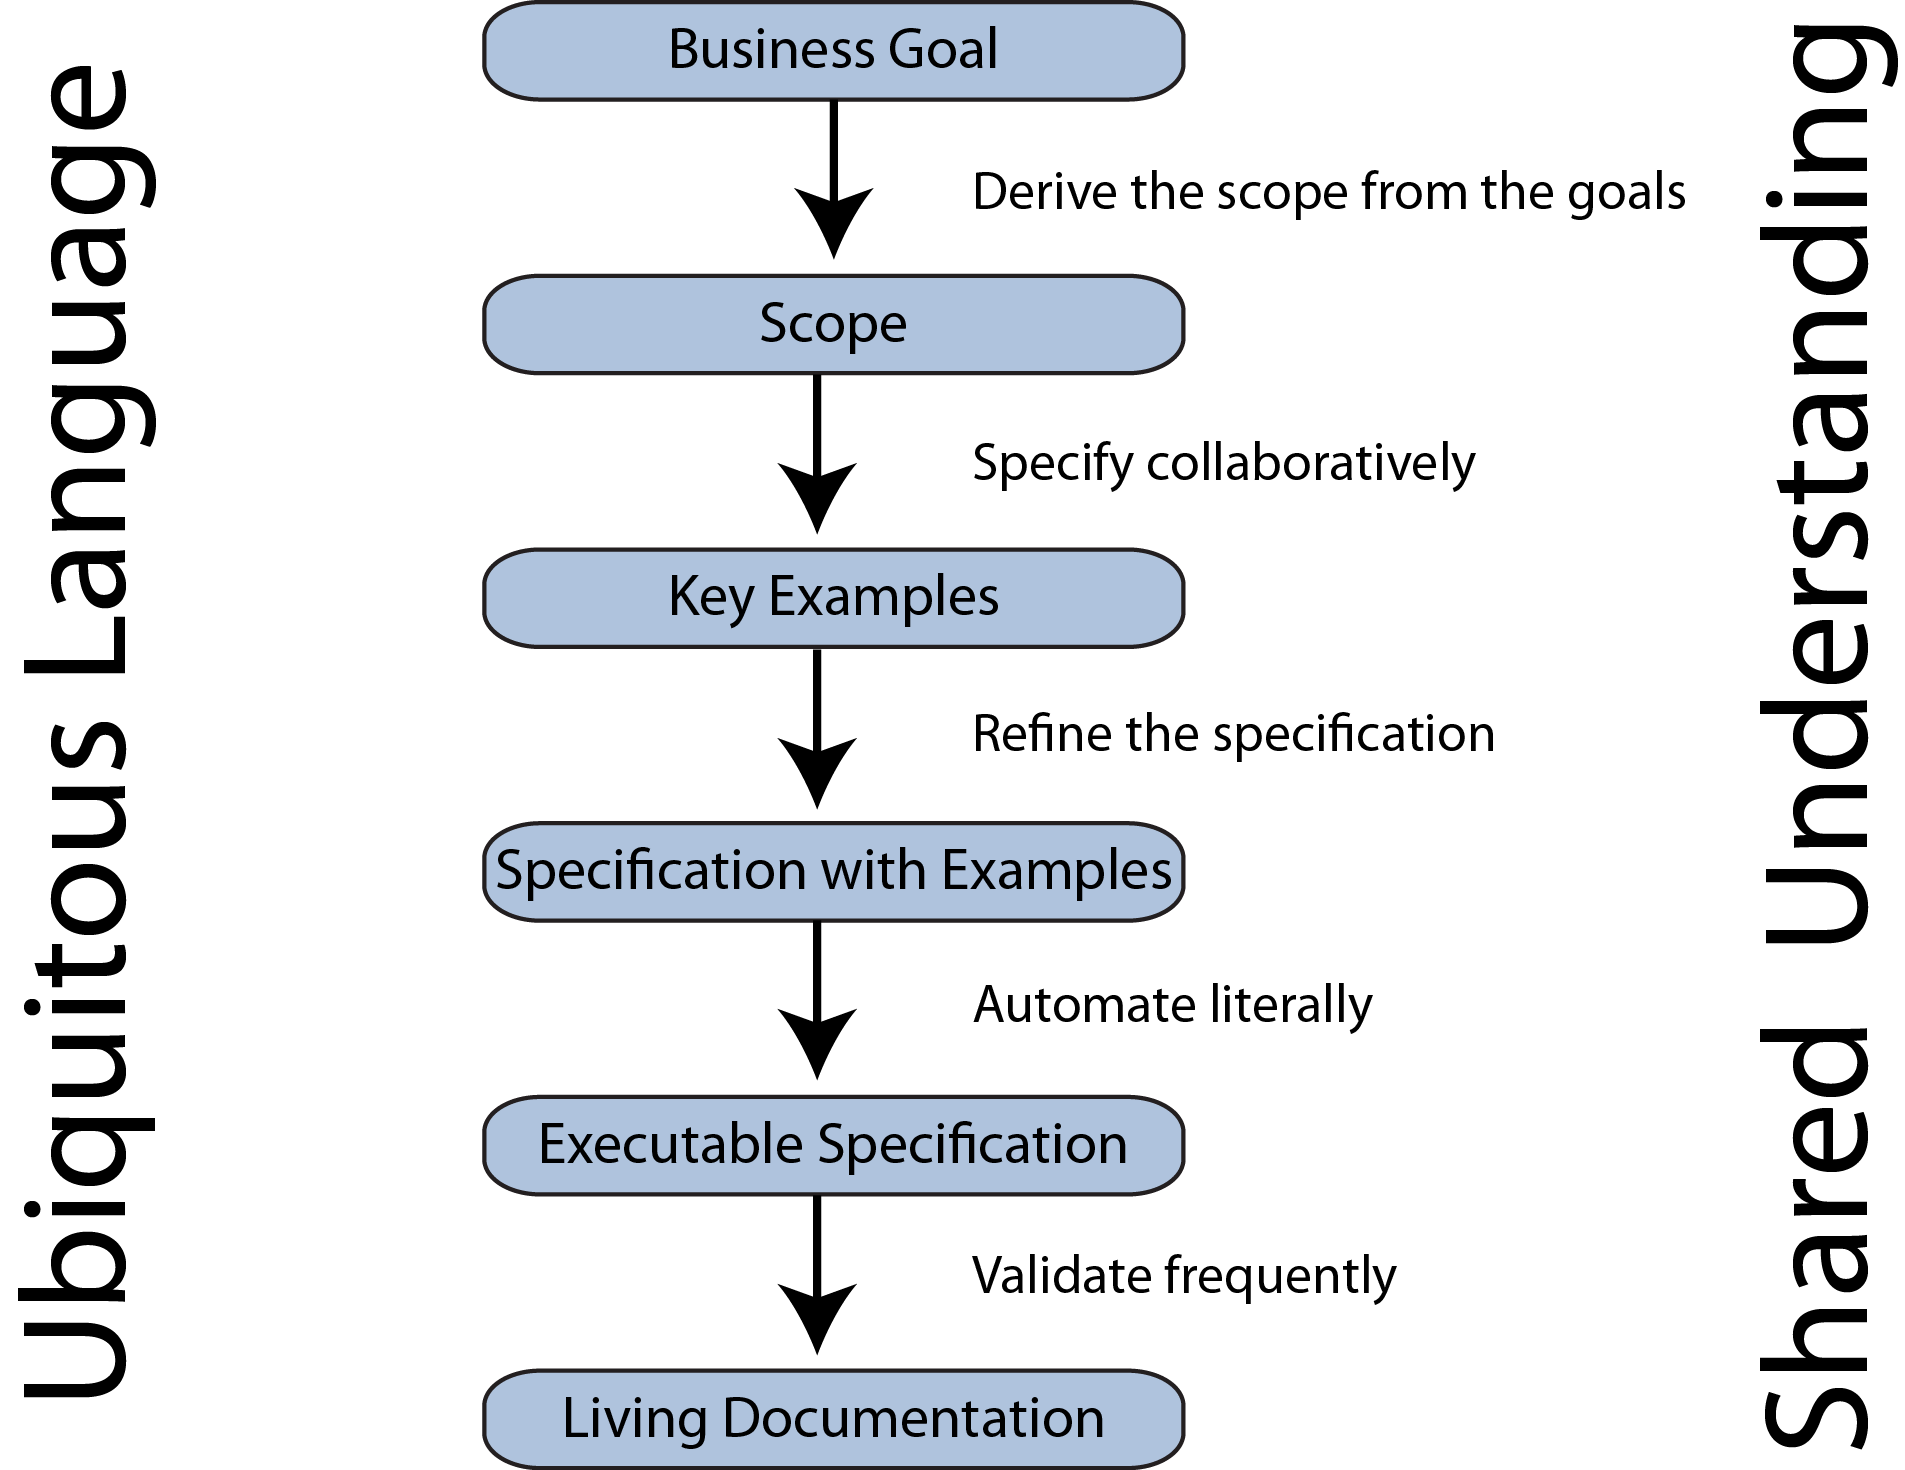 Ubiquitous Language
Business Goal
Derive the scope from the goals
Scope
Specify collaboratively
Key Examples
Refine the specification
Specification with Examples
Automate literally
Executable Specification
Validate frequently
Living Documentation
Shared Understanding